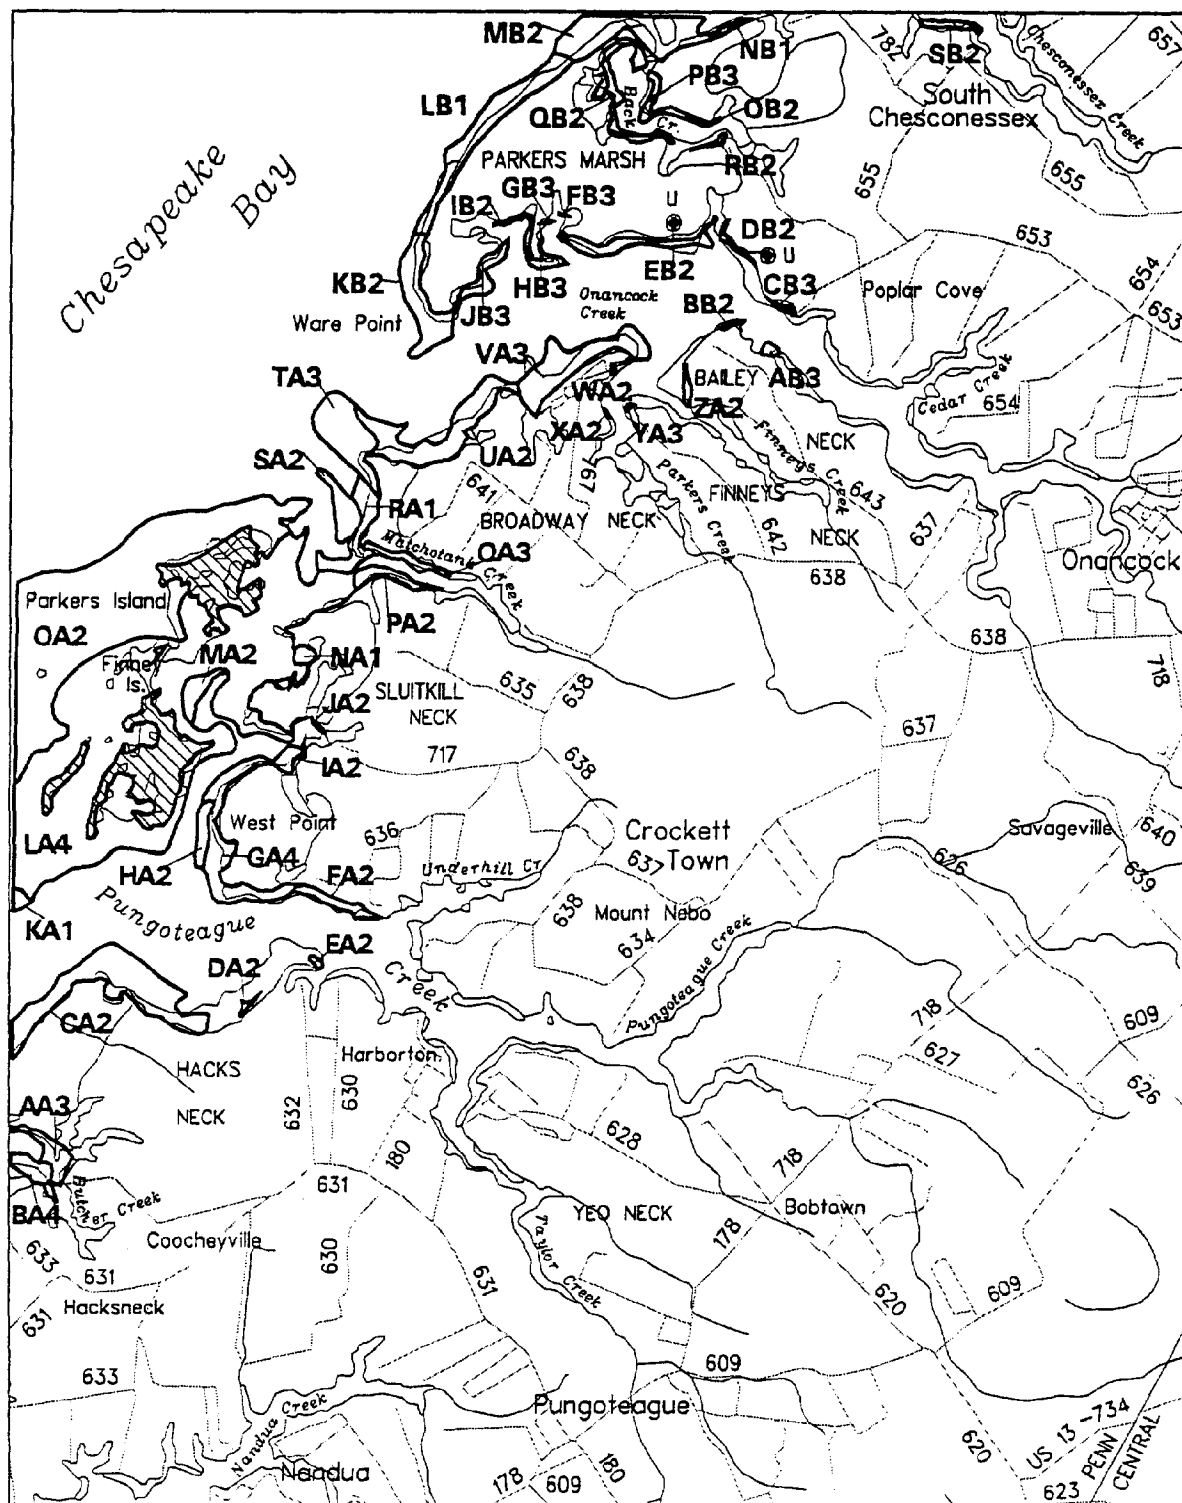 MB2
NB1
782
SB2
Chesconessex Creek
657
PB3
LB1
Back Cr.
QB2
OB2
South
Chesconessex
Chesapeake
Bay
PARKERS MARSH
RB2
655
655
GB3
FB3
IB2
U
DB2
U
653
654
653
KB2
HB3
EB2
CB3
Poplar Cove
Onancock
Creek
BB2
Ware Point
JB3
VA3
TA3
WA2
BAILEY
NECK
AB3
ZA2
Cedar Creek
654
XA2
YA3
UA2
SA2
767
Finneys Creek
643
641
RA1
BROADWAY NECK
Parkers Creek
FINNEYS
NECK
642
637
Matchotank Creek
QA3
638
Onancock
Parkers Island
OA2
PA2
638
718
MA2
NA1
Finney
Is.
JA2
SLUITKILL
NECK
635
638
637
717
IA2
638
West Point
636
Crockett
Town
637
Savageville
640
LA4
HA2
GA4
FA2
Underhill Cr
626
639
638
Mount Nebo
634
KA1
Pungoteague
Creek
EA2
DA2
Pungoteague Creek
CA2
718
609
627
626
HACKS
NECK
Harborton
632
630
AA3
180
628
718
BA4
Butcher Creek
631
YEO NECK
178
Bobtown
Coocheyville
633
630
631
Taylor Creek
631
620
609
Hacksneck
631
633
609
Nandua Creek
Pungoteague
Nandua
178
609
180
620
US 13 -734
PENN
CENTRAL
623